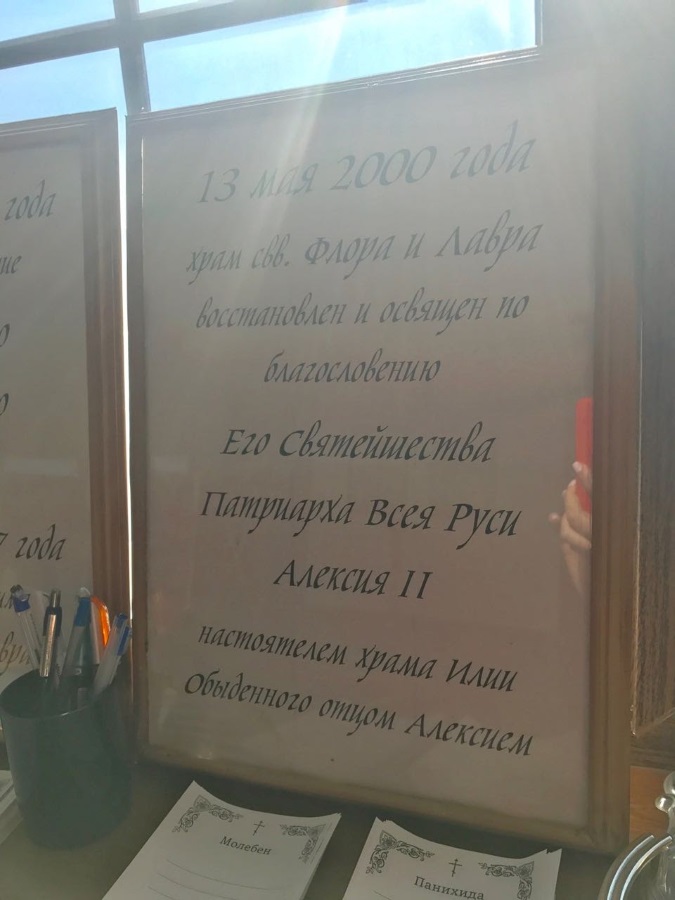 13 мая 2000 года
храм свв. Флора и Лавра
восстановлен и освящен по
благословению
Его Святейшества
Патриарха Всея Руси
Алексия II
настоятелем храма Илии
Обыденного отцом Алексием
года
7 года
Молебен
Панихида